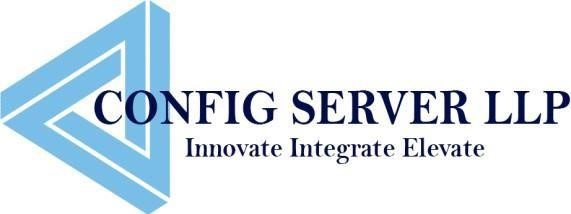 CONFIG SERVER LLP
Innovate Integrate Elevate